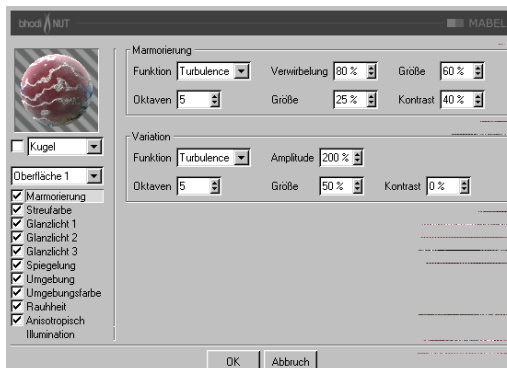 bhodi NUT MABEL
Marmorierung
Funktion Turbulence Verwirbelung 80 % Größe 60 %
Oktaven 5 Größe 25 % Kontrast 40 %
Kugel
Variation
Funktion Turbulence Amplitude 200 %
Oktaven 5 Größe 50 % Kontrast 0 %
Oberfläche 1
Marmorierung
Streufarbe
Glanzlicht 1
Glanzlicht 2
Glanzlicht 3
Spiegelung
Umgebung
Umgebungsfarbe
Rauhheit
Anisotropisch
Illumination
OK Abbruch